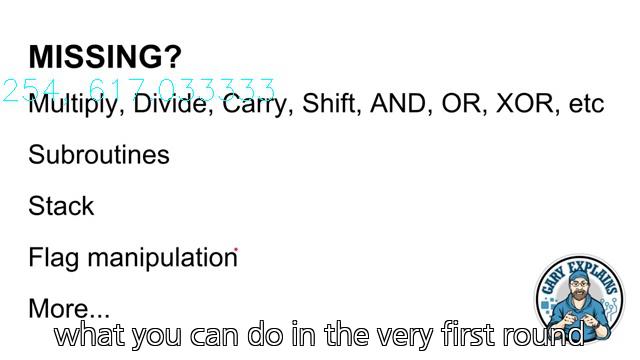 MISSING?
254, 617.033333
Multiply, Divide, Carry, Shift, AND, OR, XOR, etc
Subroutines
Stack
Flag manipulation
More...
GARY EXPLAINS
what you can do in the very first round